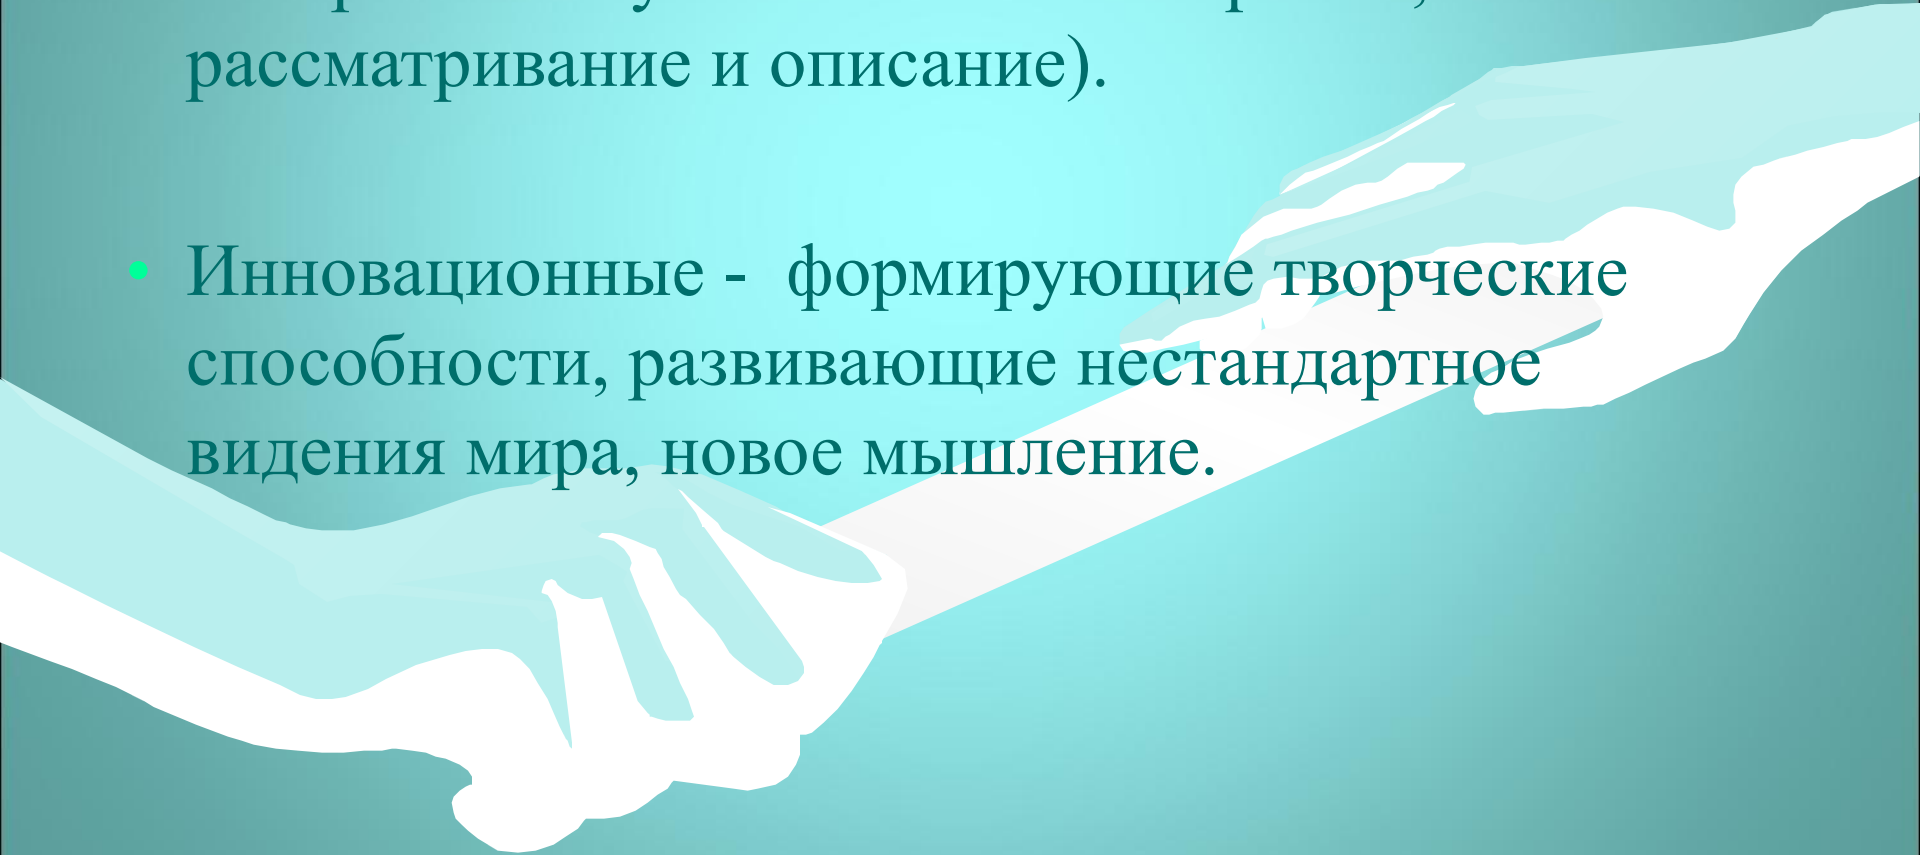 рассматривание и описание).
• Инновационные - формирующие творческие
способности, развивающие нестандартное
видения мира, новое мышление.